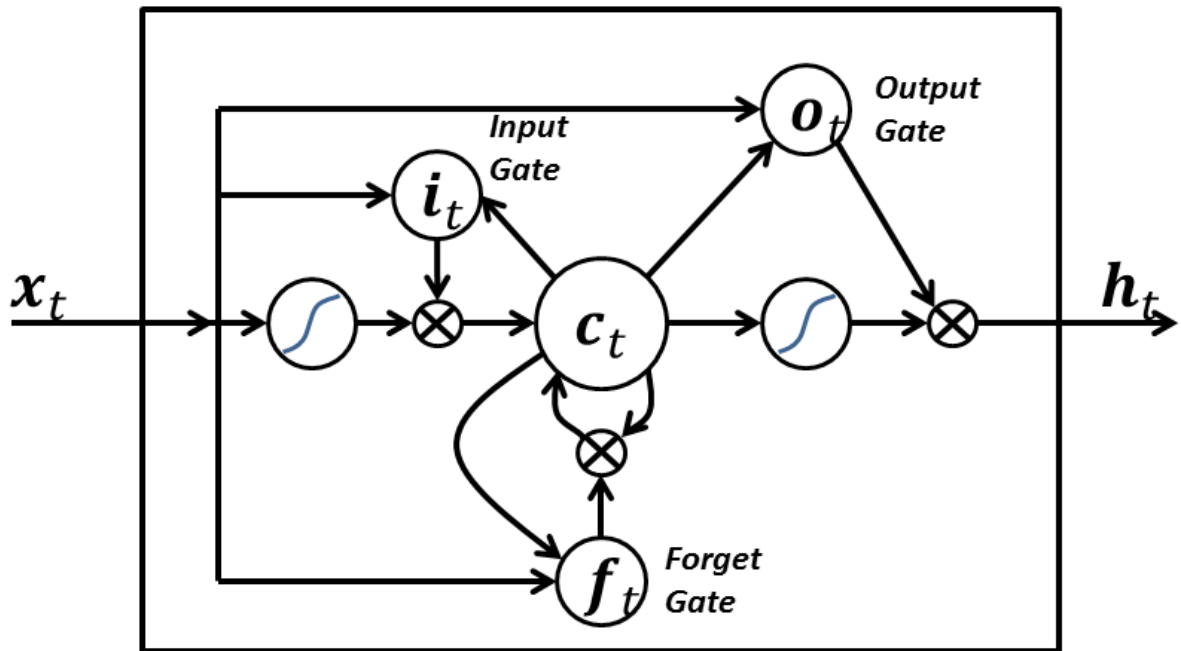 Output
Gate
o_t
Input
Gate
i_t
x_t
c_t
h_t
Forget
Gate
f_t